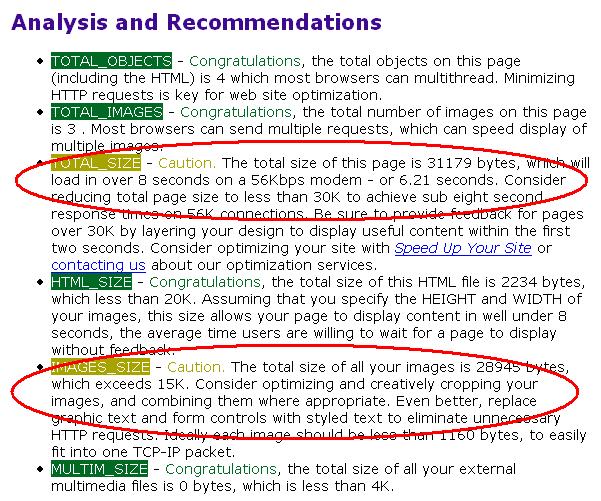 Analysis and Recommendations
• TOTAL_OBJECTS - Congratulations, the total objects on this page
(including the HTML) is 4 which most browsers can multithread. Minimizing
HTTP requests is key for web site optimization.
• TOTAL_IMAGES - Congratulations, the total number of images on this page
is 3 . Most browsers can send multiple requests, which can speed display of
multiple images.
• TOTAL_SIZE - Caution. The total size of this page is 31179 bytes, which will
load in over 8 seconds on a 56Kbps modem - or 6.21 seconds. Consider
reducing total page size to less than 30K to achieve sub eight second
response times on 56K connections. Be sure to provide feedback for pages
over 30K by layering your design to display useful content within the first
two seconds. Consider optimizing your site with Speed Up Your Site or
contacting us about our optimization services.
• HTML_SIZE - Congratulations, the total size of this HTML file is 2234 bytes,
which less than 20K. Assuming that you specify the HEIGHT and WIDTH of
your images, this size allows your page to display content in well under 8
seconds, the average time users are willing to wait for a page to display
without feedback.
• IMAGES_SIZE - Caution. The total size of all your images is 28945 bytes,
which exceeds 15K. Consider optimizing and creatively cropping your
images, and combining them where appropriate. Even better, replace
graphic text and form controls with styled text to eliminate unnecessary
HTTP requests. Ideally each image should be less than 1160 bytes, to easily
fit into one TCP-IP packet.
• MULTIM_SIZE - Congratulations, the total size of all your external
multimedia files is 0 bytes, which is less than 4K.